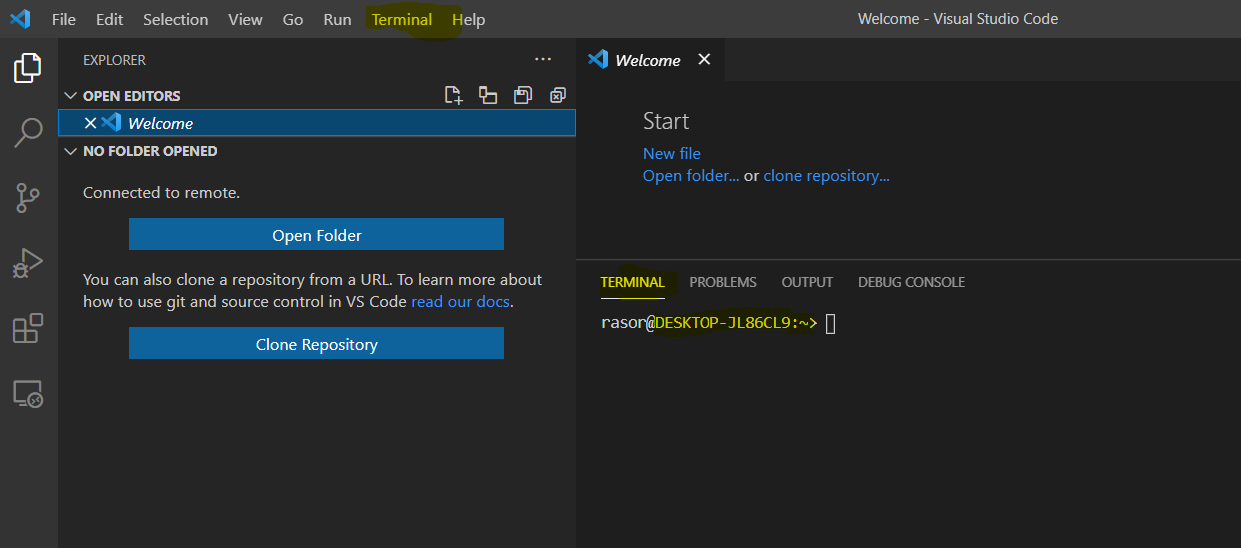 File Edit Selection View Go Run Terminal Help Welcome - Visual Studio Code
EXPLORER
OPEN EDITORS
Welcome
NO FOLDER OPENED
Connected to remote.
Open Folder
You can also clone a repository from a URL. To learn more about
how to use git and source control in VS Code read our docs.
Clone Repository
Welcome
Start
New file
Open folder... or clone repository...
TERMINAL PROBLEMS OUTPUT DEBUG CONSOLE
rasor@DESKTOP-JL86CL9:~>